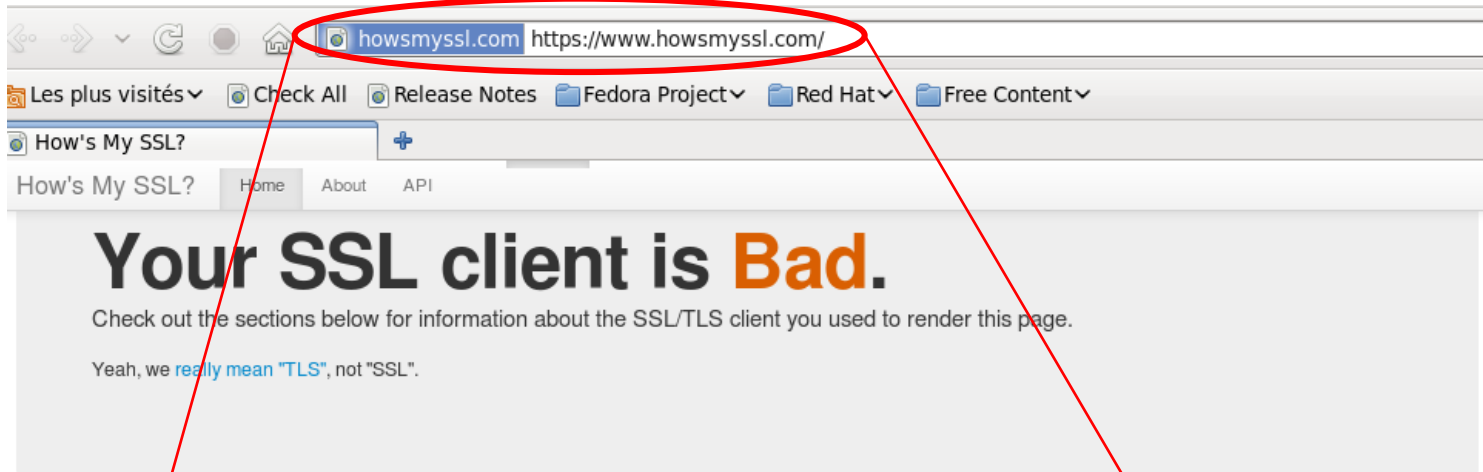 howsmyssl.com https://www.howsmyssl.com/
Les plus visités Check All Release Notes Fedora Project Red Hat Free Content
How's My SSL?
How's My SSL? Home About API
Your SSL client is Bad.
Check out the sections below for information about the SSL/TLS client you used to render this page.
Yeah, we really mean "TLS", not "SSL".